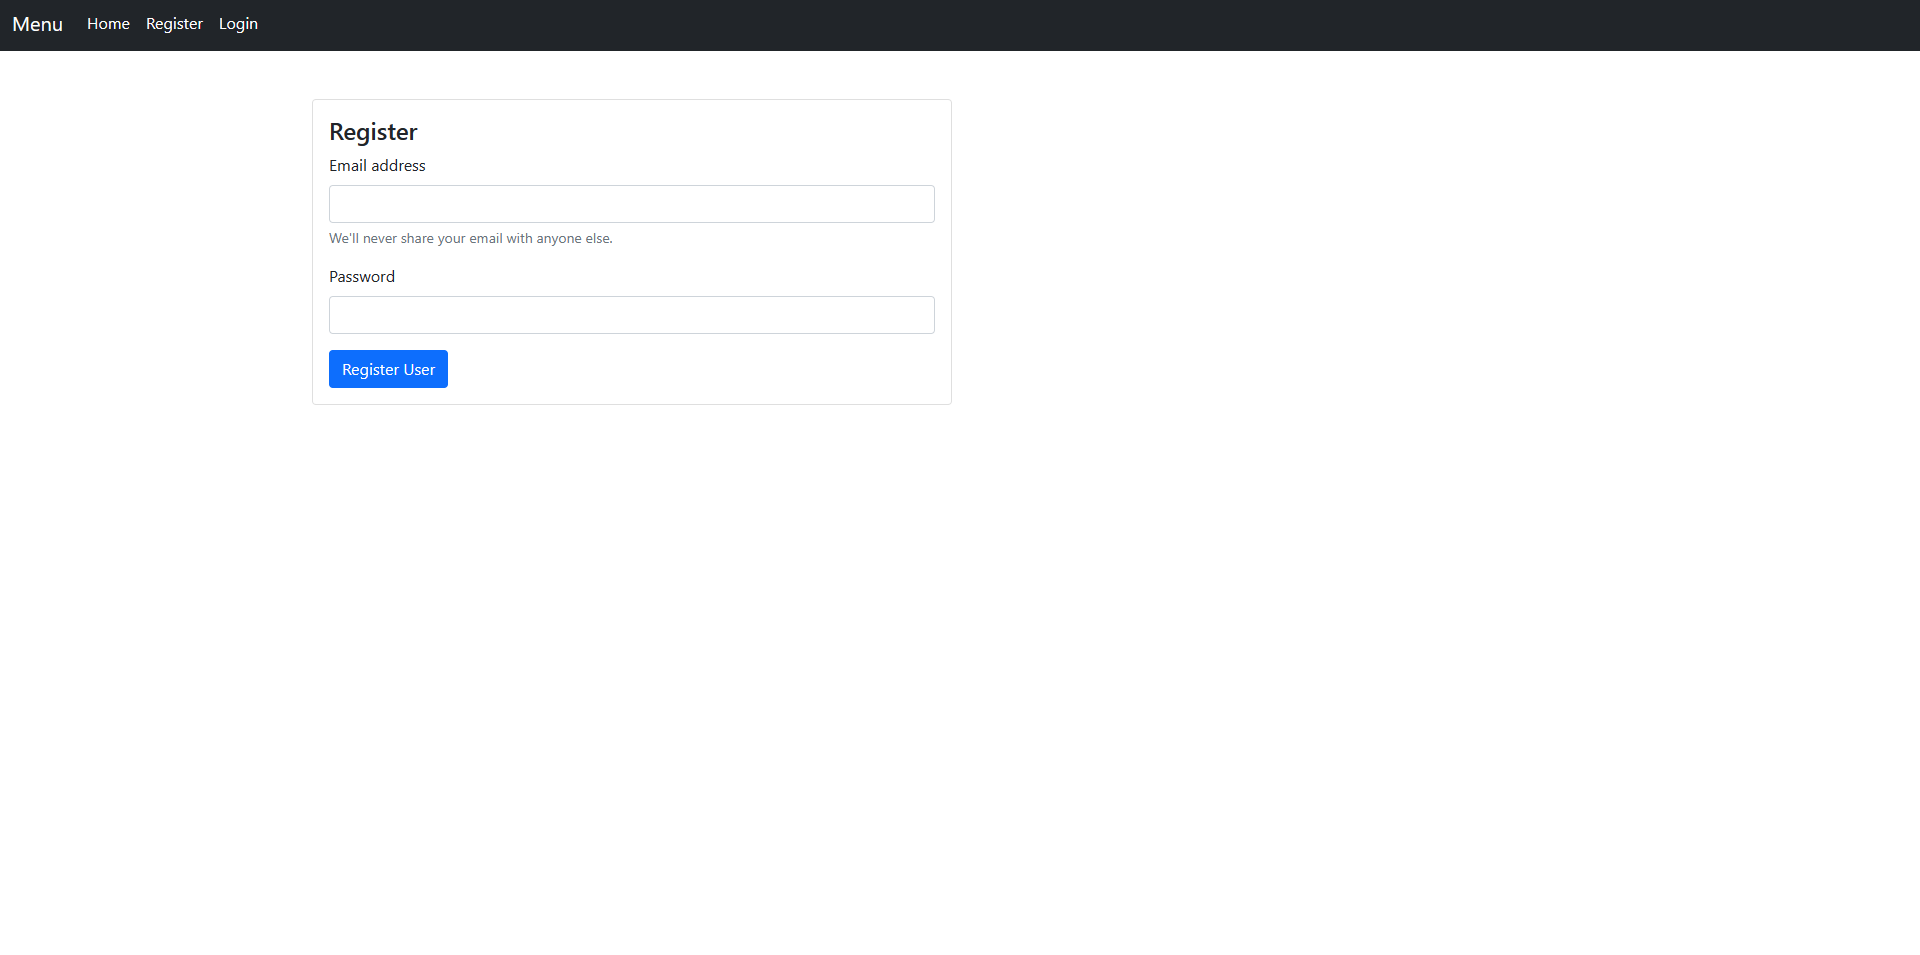 Menu Home Register Login
Register
Email address
We'll never share your email with anyone else.
Password
Register User